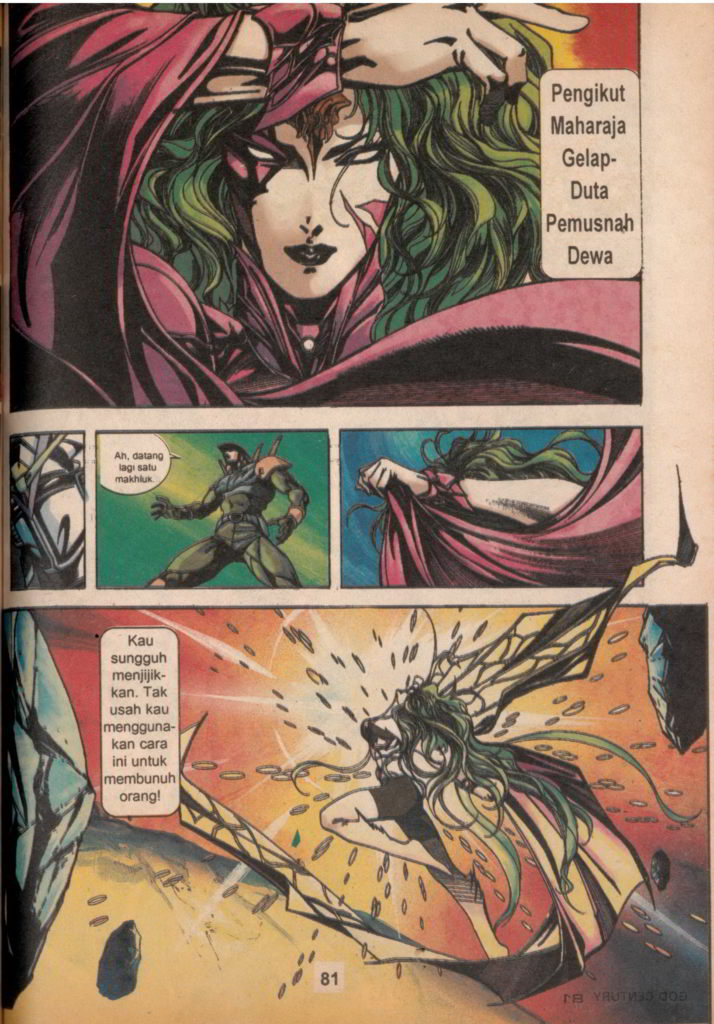 Pengikut
Maharaja
Gelap-
Duta
Pemusnah
Dewa
Ah, datang
lagi satu
makhluk.
Kau
sungguh
menjijik-
kan. Tak
usah kau
mengguna-
kan cara
ini untuk
membunuh
orang!
81
GOD CENTURY 81